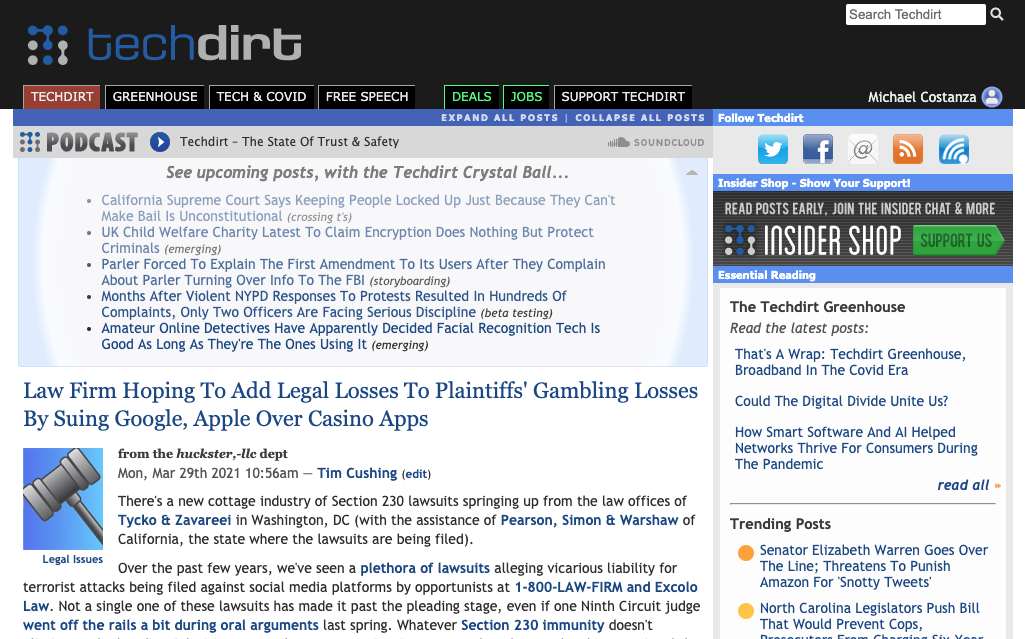 Search Techdirt
techdirt
TECHDIRT GREENHOUSE TECH & COVID FREE SPEECH DEALS JOBS SUPPORT TECHDIRT
Michael Costanza
EXPAND ALL POSTS | COLLAPSE ALL POSTS
PODCAST Techdirt – The State Of Trust & Safety SOUNDCLOUD
See upcoming posts, with the Techdirt Crystal Ball...
California Supreme Court Says Keeping People Locked Up Just Because They Can't
Make Bail Is Unconstitutional (crossing t's)
UK Child Welfare Charity Latest To Claim Encryption Does Nothing But Protect
Criminals (emerging)
Parler Forced To Explain The First Amendment To Its Users After They Complain
About Parler Turning Over Info To The FBI (storyboarding)
Months After Violent NYPD Responses To Protests Resulted In Hundreds Of
Complaints, Only Two Officers Are Facing Serious Discipline (beta testing)
Amateur Online Detectives Have Apparently Decided Facial Recognition Tech Is
Good As Long As They're The Ones Using It (emerging)
Law Firm Hoping To Add Legal Losses To Plaintiffs' Gambling Losses
By Suing Google, Apple Over Casino Apps
from the huckster,-llc dept
Mon, Mar 29th 2021 10:56am — Tim Cushing (edit)
Legal Issues
There's a new cottage industry of Section 230 lawsuits springing up from the law offices of
Tycko & Zavareei in Washington, DC (with the assistance of Pearson, Simon & Warshaw of
California, the state where the lawsuits are being filed).
Over the past few years, we've seen a plethora of lawsuits alleging vicarious liability for
terrorist attacks being filed against social media platforms by opportunists at 1-800-LAW-FIRM and Excolo
Law. Not a single one of these lawsuits has made it past the pleading stage, even if one Ninth Circuit judge
went off the rails a bit during oral arguments last spring. Whatever Section 230 immunity doesn't
Follow Techdirt
Insider Shop - Show Your Support!
READ POSTS EARLY, JOIN THE INSIDER CHAT & MORE
INSIDER SHOP SUPPORT US
Essential Reading
The Techdirt Greenhouse
Read the latest posts:
That's A Wrap: Techdirt Greenhouse,
Broadband In The Covid Era
Could The Digital Divide Unite Us?
How Smart Software And AI Helped
Networks Thrive For Consumers During
The Pandemic
read all »
Trending Posts
Senator Elizabeth Warren Goes Over
The Line; Threatens To Punish
Amazon For 'Snotty Tweets'
North Carolina Legislators Push Bill
That Would Prevent Cops,
Prosecutors From Charging Six-Year